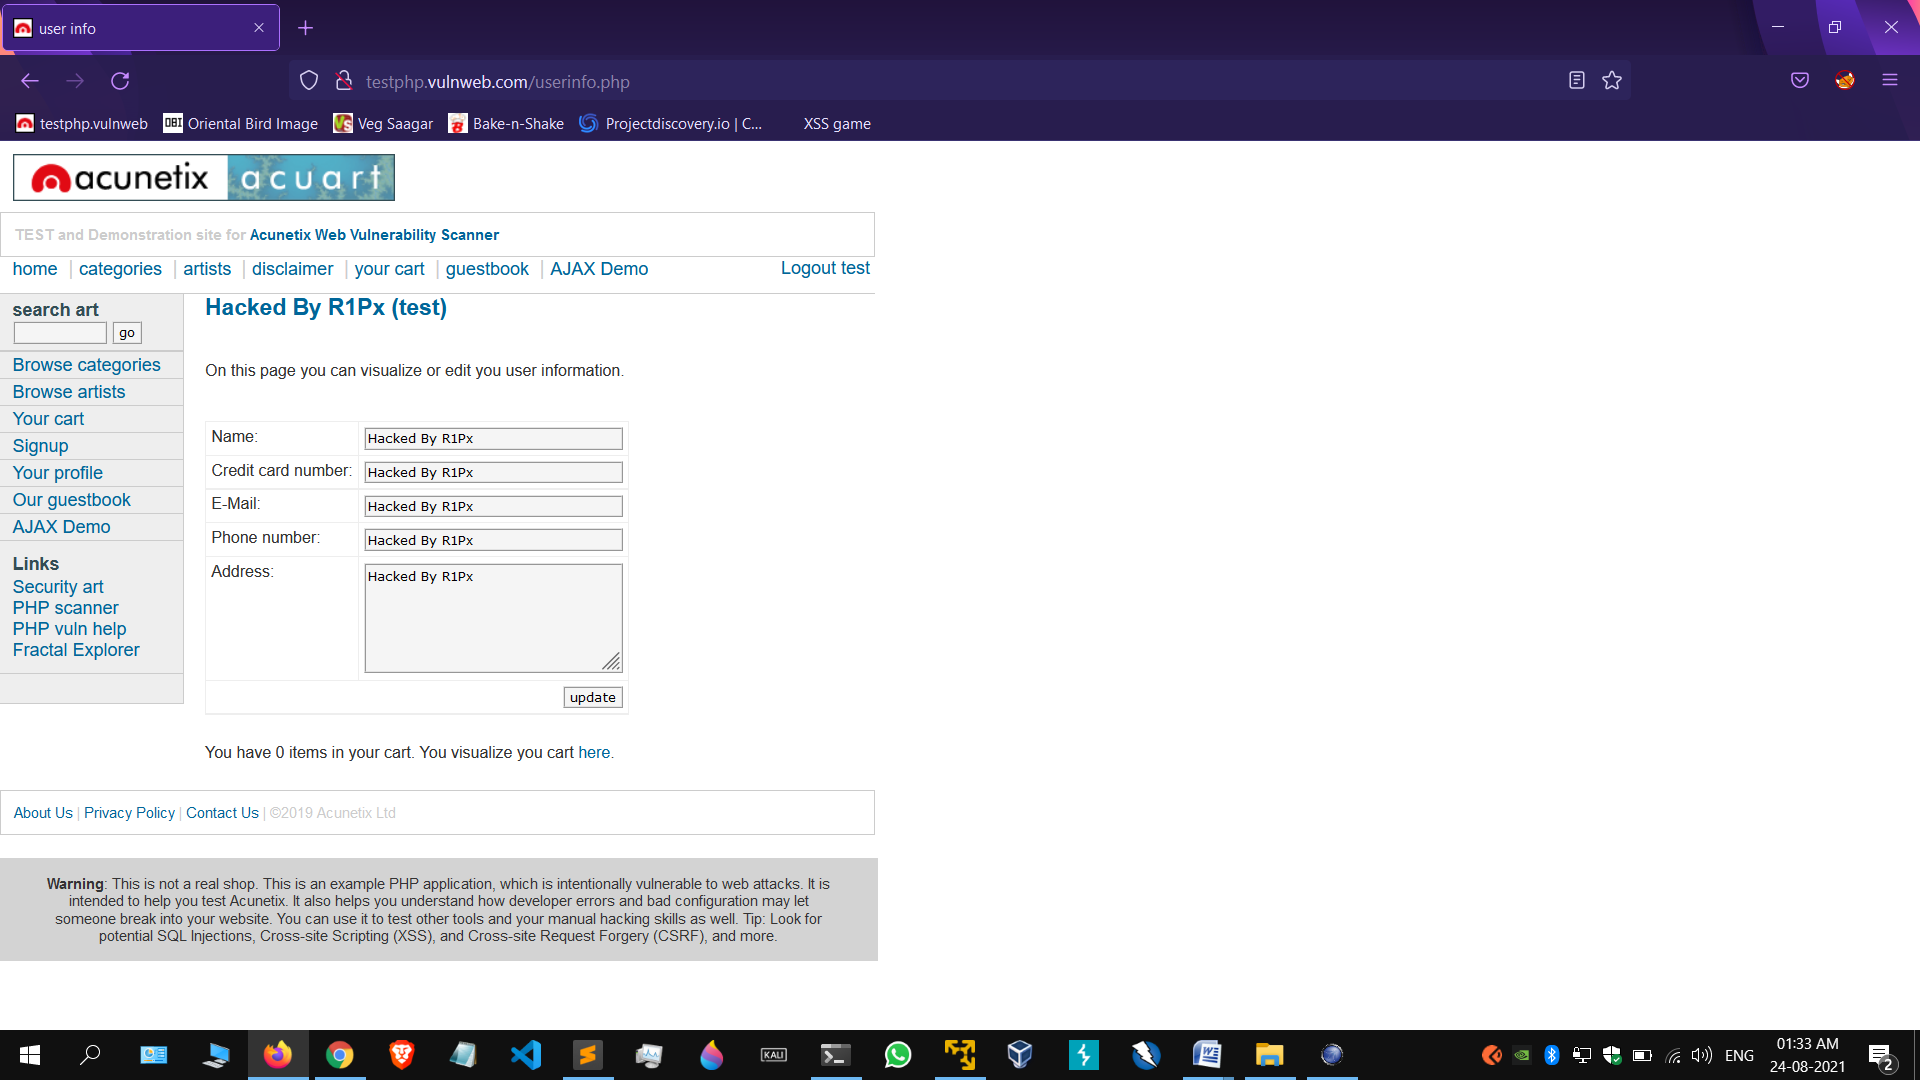 user info
testphp.vulnweb.com/userinfo.php
testphp.vulnweb
OBI Oriental Bird Image
Veg Saagar
Bake-n-Shake
Projectdiscovery.io | C...
XSS game
acunetix acuart
TEST and Demonstration site for Acunetix Web Vulnerability Scanner
home | categories | artists | disclaimer | your cart | guestbook | AJAX Demo
Logout test
search art
go
Browse categories
Browse artists
Your cart
Signup
Your profile
Our guestbook
AJAX Demo
Links
Security art
PHP scanner
PHP vuln help
Fractal Explorer
Hacked By R1Px (test)
On this page you can visualize or edit you user information.
Name: Hacked By R1Px
Credit card number: Hacked By R1Px
E-Mail: Hacked By R1Px
Phone number: Hacked By R1Px
Address: Hacked By R1Px
update
You have 0 items in your cart. You visualize you cart here.
About Us | Privacy Policy | Contact Us | ©2019 Acunetix Ltd
Warning: This is not a real shop. This is an example PHP application, which is intentionally vulnerable to web attacks. It is
intended to help you test Acunetix. It also helps you understand how developer errors and bad configuration may let
someone break into your website. You can use it to test other tools and your manual hacking skills as well. Tip: Look for
potential SQL Injections, Cross-site Scripting (XSS), and Cross-site Request Forgery (CSRF), and more.
KALI
ENG
01:33 AM
24-08-2021
2